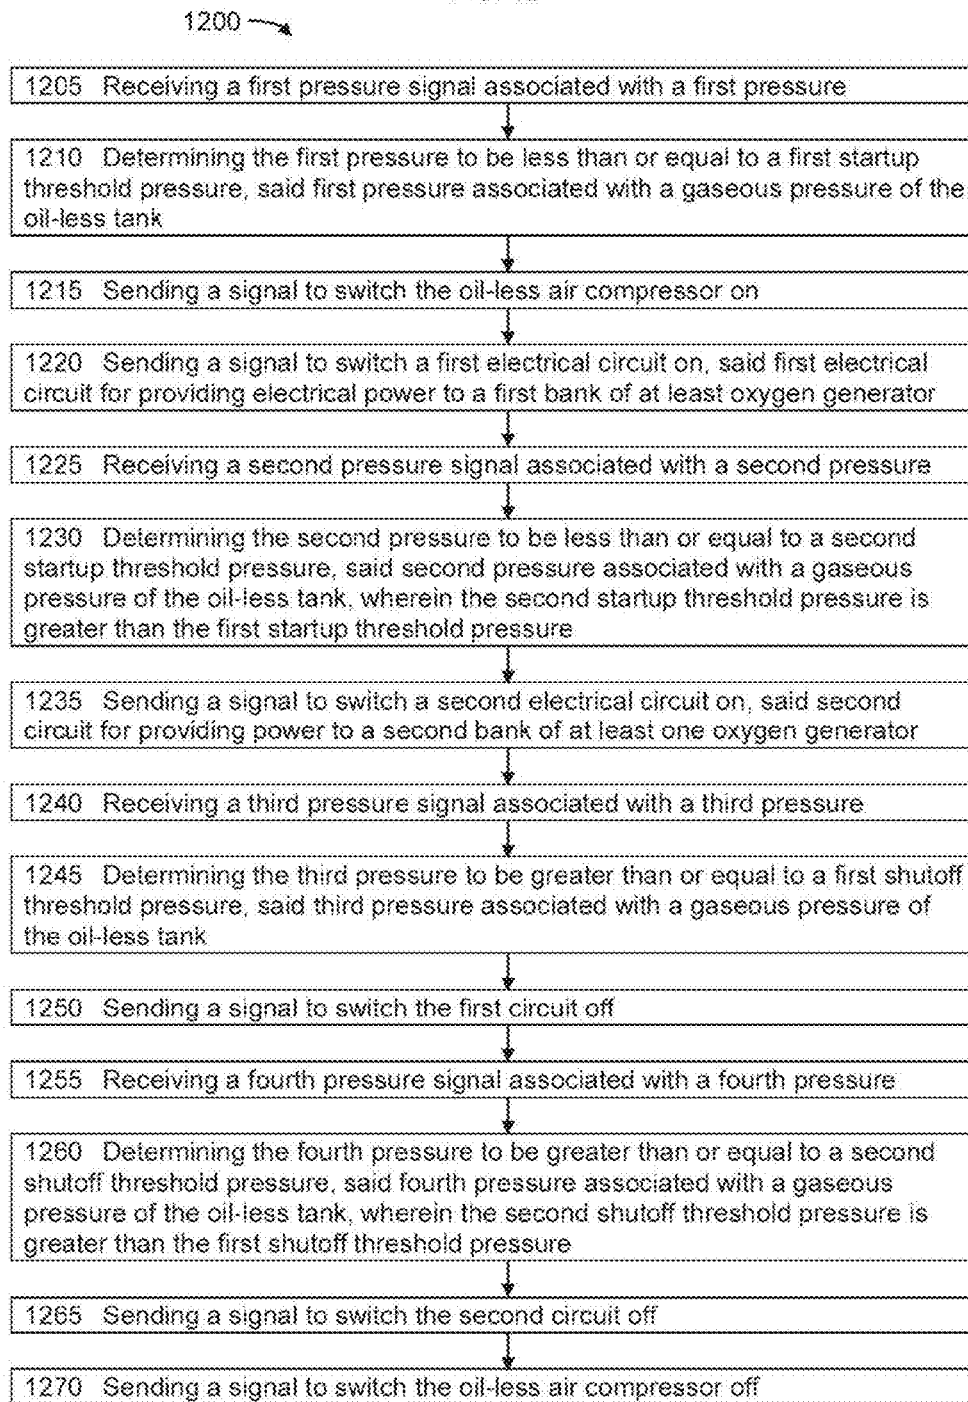 1200
1205 Receiving a first pressure signal associated with a first pressure
1210 Determining the first pressure to be less than or equal to a first startup
threshold pressure, said first pressure associated with a gaseous pressure of the
oil-less tank
1215 Sending a signal to switch the oil-less air compressor on
1220 Sending a signal to switch a first electrical circuit on, said first electrical
circuit for providing electrical power to a first bank of at least oxygen generator
1225 Receiving a second pressure signal associated with a second pressure
1230 Determining the second pressure to be less than or equal to a second
startup threshold pressure, said second pressure associated with a gaseous
pressure of the oil-less tank, wherein the second startup threshold pressure is
greater than the first startup threshold pressure
1235 Sending a signal to switch a second electrical circuit on, said second
circuit for providing power to a second bank of at least one oxygen generator
1240 Receiving a third pressure signal associated with a third pressure
1245 Determining the third pressure to be greater than or equal to a first shutoff
threshold pressure, said third pressure associated with a gaseous pressure of
the oil-less tank
1250 Sending a signal to switch the first circuit off
1255 Receiving a fourth pressure signal associated with a fourth pressure
1260 Determining the fourth pressure to be greater than or equal to a second
shutoff threshold pressure, said fourth pressure associated with a gaseous
pressure of the oil-less tank, wherein the second shutoff threshold pressure is
greater than the first shutoff threshold pressure
1265 Sending a signal to switch the second circuit off
1270 Sending a signal to switch the oil-less air compressor off